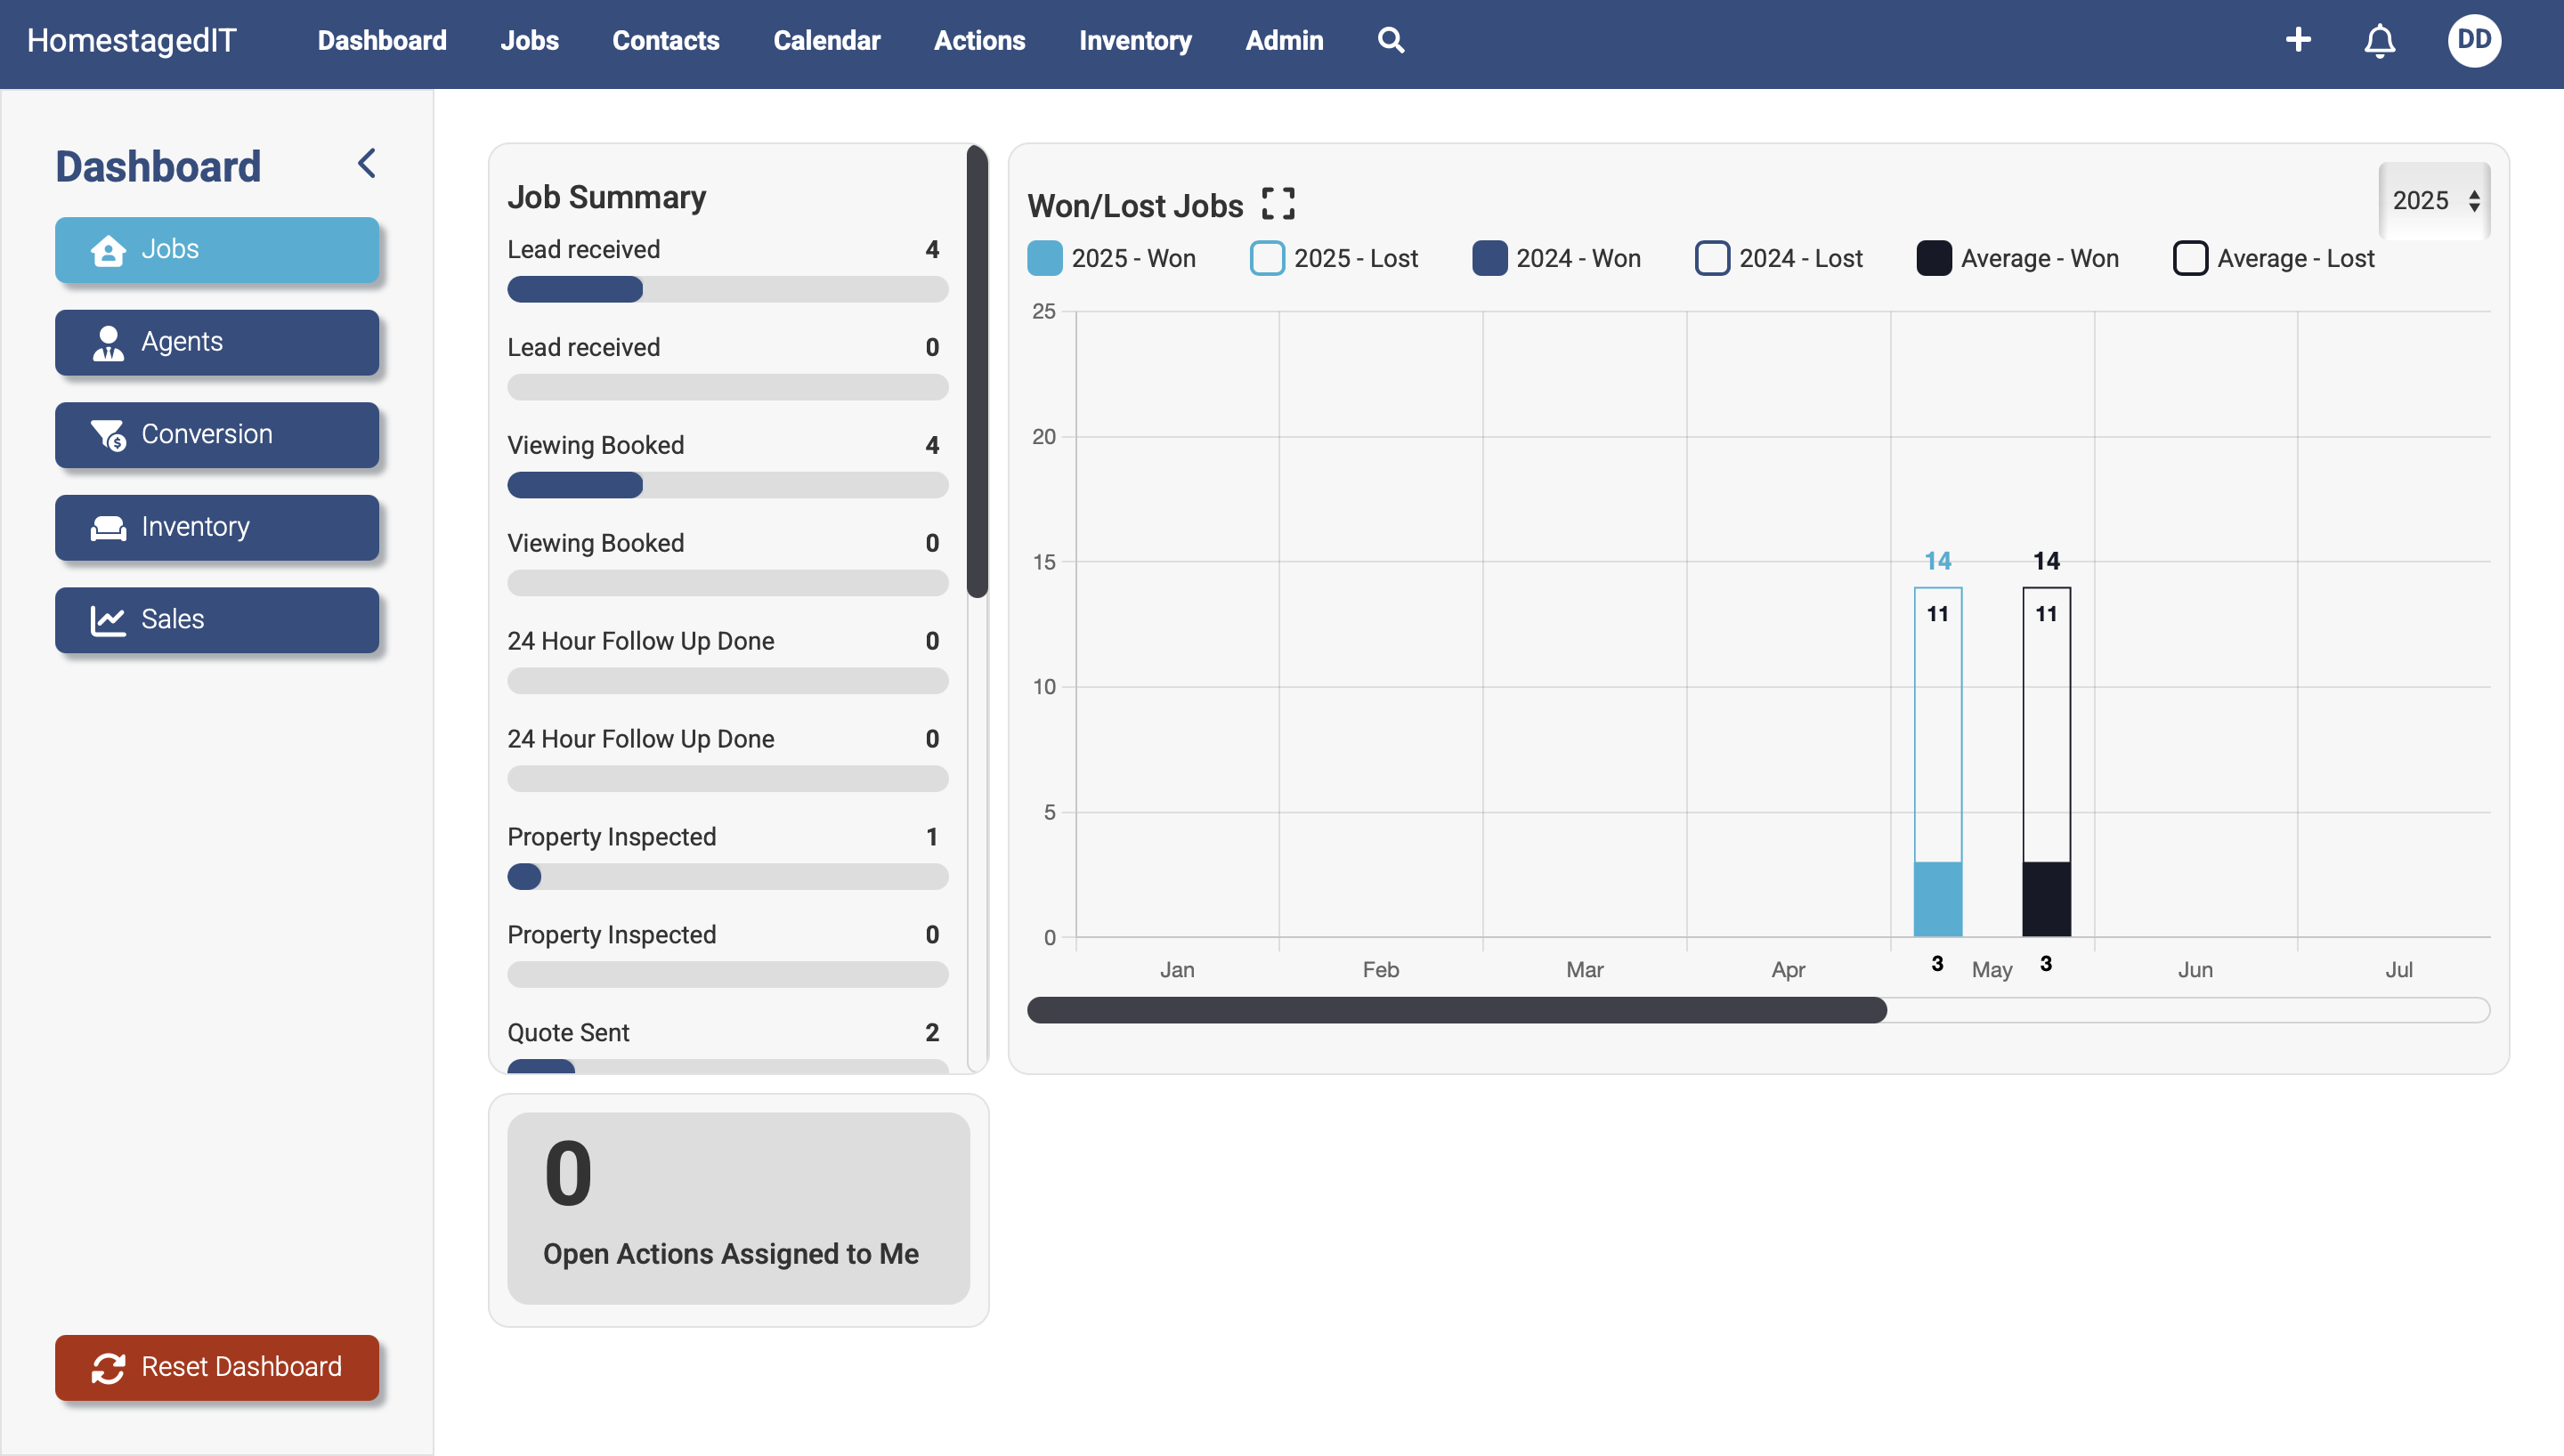 HomestagedIT
Dashboard
Jobs
Contacts
Calendar
Actions
Inventory
Admin
DD
Dashboard
Jobs
Agents
Conversion
Inventory
Sales
Reset Dashboard
Job Summary
Lead received 4
Lead received 0
Viewing Booked 4
Viewing Booked 0
24 Hour Follow Up Done 0
24 Hour Follow Up Done 0
Property Inspected 1
Property Inspected 0
Quote Sent 2
0
Open Actions Assigned to Me
Won/Lost Jobs
2025
2025 - Won
2025 - Lost
2024 - Won
2024 - Lost
Average - Won
Average - Lost
25
20
15
10
5
0
14
14
11
11
3
3
Jan
Feb
Mar
Apr
May
Jun
Jul